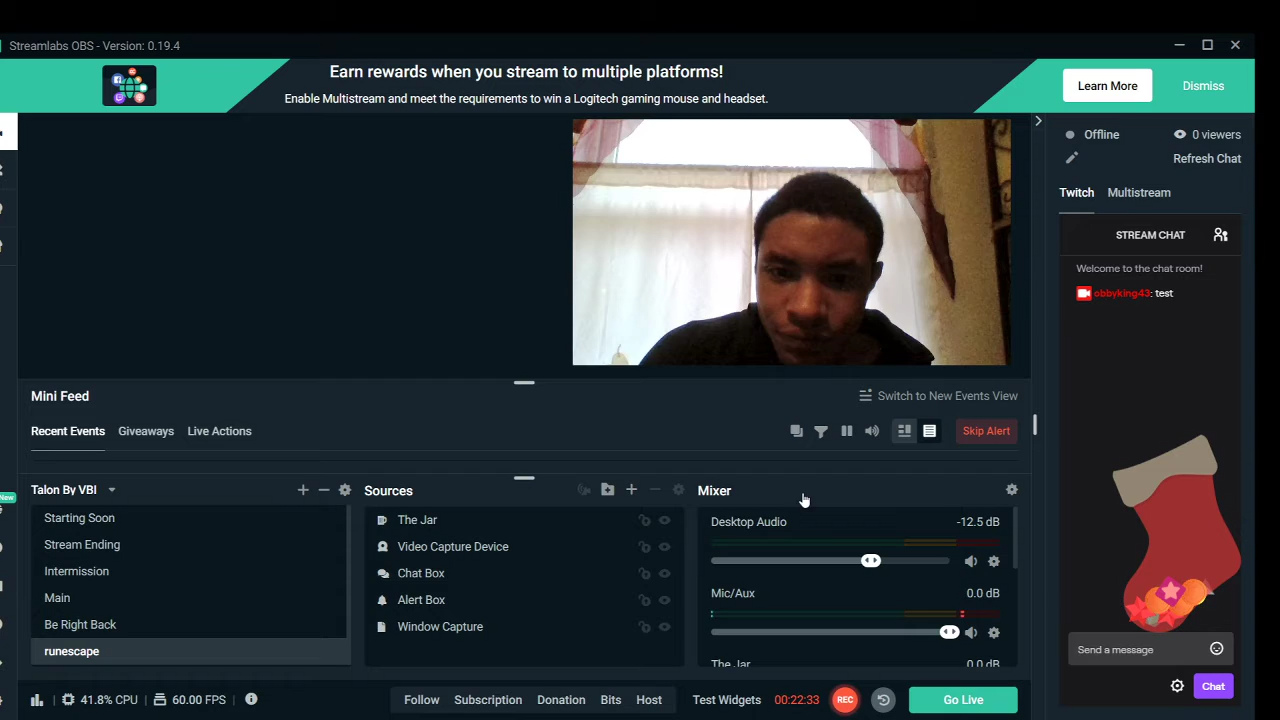 Streamlabs OBS - Version: 0.19.4
Earn rewards when you stream to multiple platforms!
Enable Multistream and meet the requirements to win a Logitech gaming mouse and headset.
Learn More
Dismiss
Offline
0 viewers
Refresh Chat
Twitch
Multistream
STREAM CHAT
Welcome to the chat room!
obbyking43: test
Mini Feed
Switch to New Events View
Recent Events
Giveaways
Live Actions
Skip Alert
New
Talon By VBI
Starting Soon
Stream Ending
Intermission
Main
Be Right Back
runescape
Sources
The Jar
Video Capture Device
Chat Box
Alert Box
Window Capture
Mixer
Desktop Audio -12.5 dB
Mic/Aux 0.0 dB
The Jar 0.0 dB
Send a message
Chat
41.8% CPU
60.00 FPS
Follow
Subscription
Donation
Bits
Host
Test Widgets
00:22:33
REC
Go Live